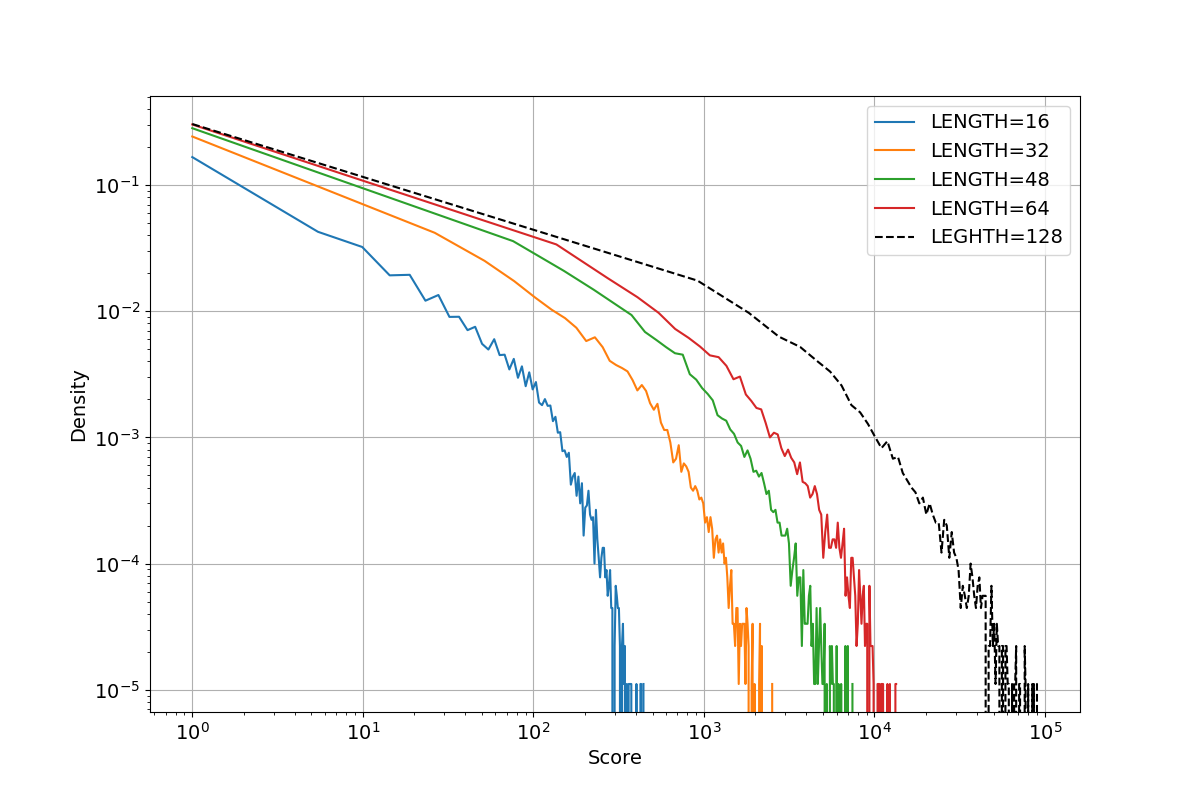 LENGTH=16
LENGTH=32
LENGTH=48
LENGTH=64
LEGHTH=128
10⁻¹
10⁻²
10⁻³
10⁻⁴
10⁻⁵
Density
10⁰ 10¹ 10² 10³ 10⁴ 10⁵
Score